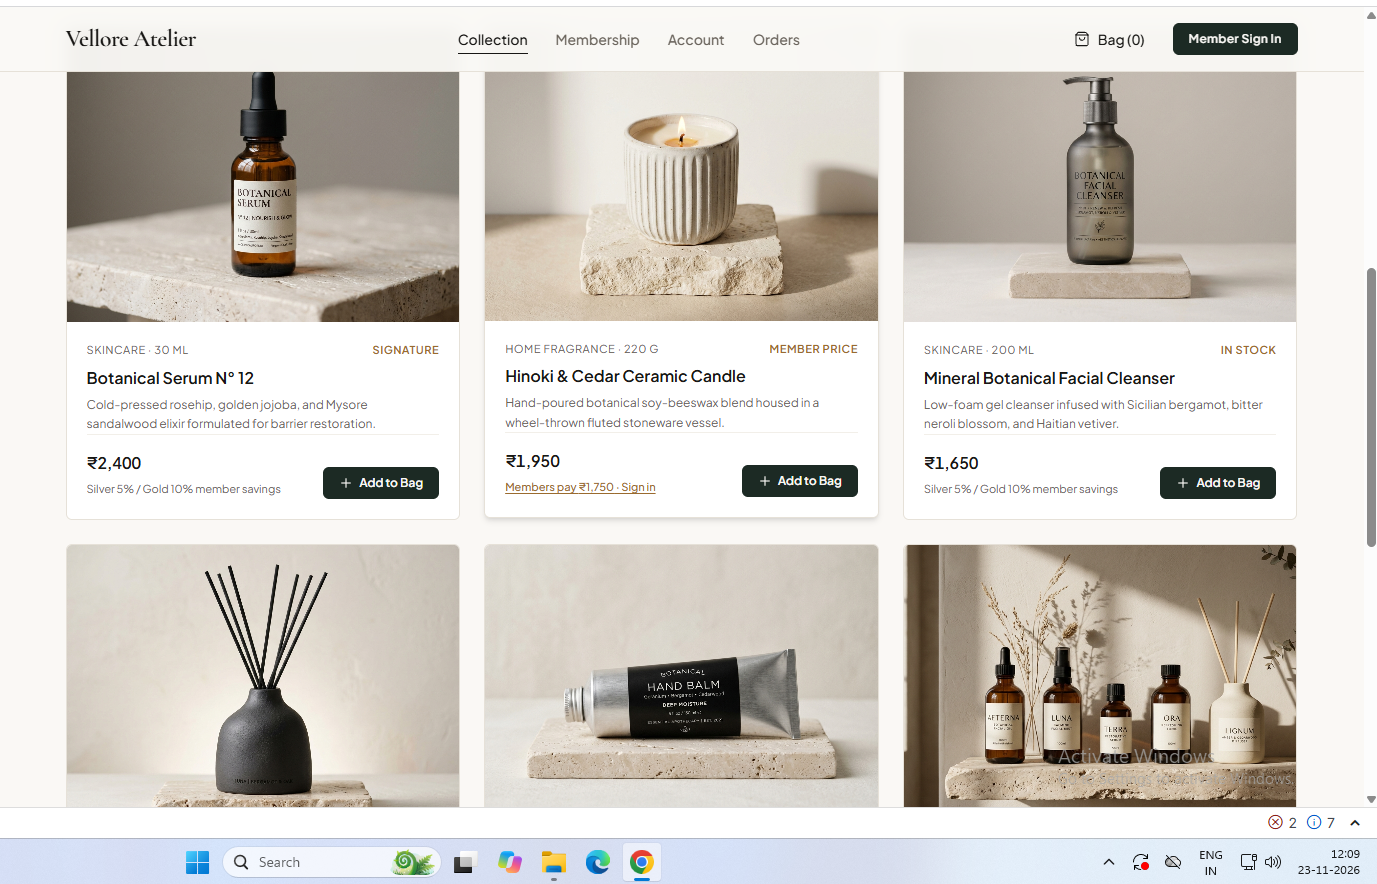 Vellore Atelier
Collection
Membership
Account
Orders
Bag (0)
Member Sign In
BOTANICAL
SERUM
BOTANICAL
FACIAL
CLEANSER
SKINCARE · 30 ML
SIGNATURE
Botanical Serum N° 12
Cold-pressed rosehip, golden jojoba, and Mysore
sandalwood elixir formulated for barrier restoration.
₹2,400
Silver 5% / Gold 10% member savings
+ Add to Bag
HOME FRAGRANCE · 220 G
MEMBER PRICE
Hinoki & Cedar Ceramic Candle
Hand-poured botanical soy-beeswax blend housed in a
wheel-thrown fluted stoneware vessel.
₹1,950
Members pay ₹1,750 · Sign in
+ Add to Bag
SKINCARE · 200 ML
IN STOCK
Mineral Botanical Facial Cleanser
Low-foam gel cleanser infused with Sicilian bergamot, bitter
neroli blossom, and Haitian vetiver.
₹1,650
Silver 5% / Gold 10% member savings
+ Add to Bag
BOTANICAL
HAND BALM
DEEP MOISTURE
AETERNA
LUNA
TERRA
ORA
LIGNUM
Activate Windows
2
7
Search
ENG
IN
12:09
23-11-2026